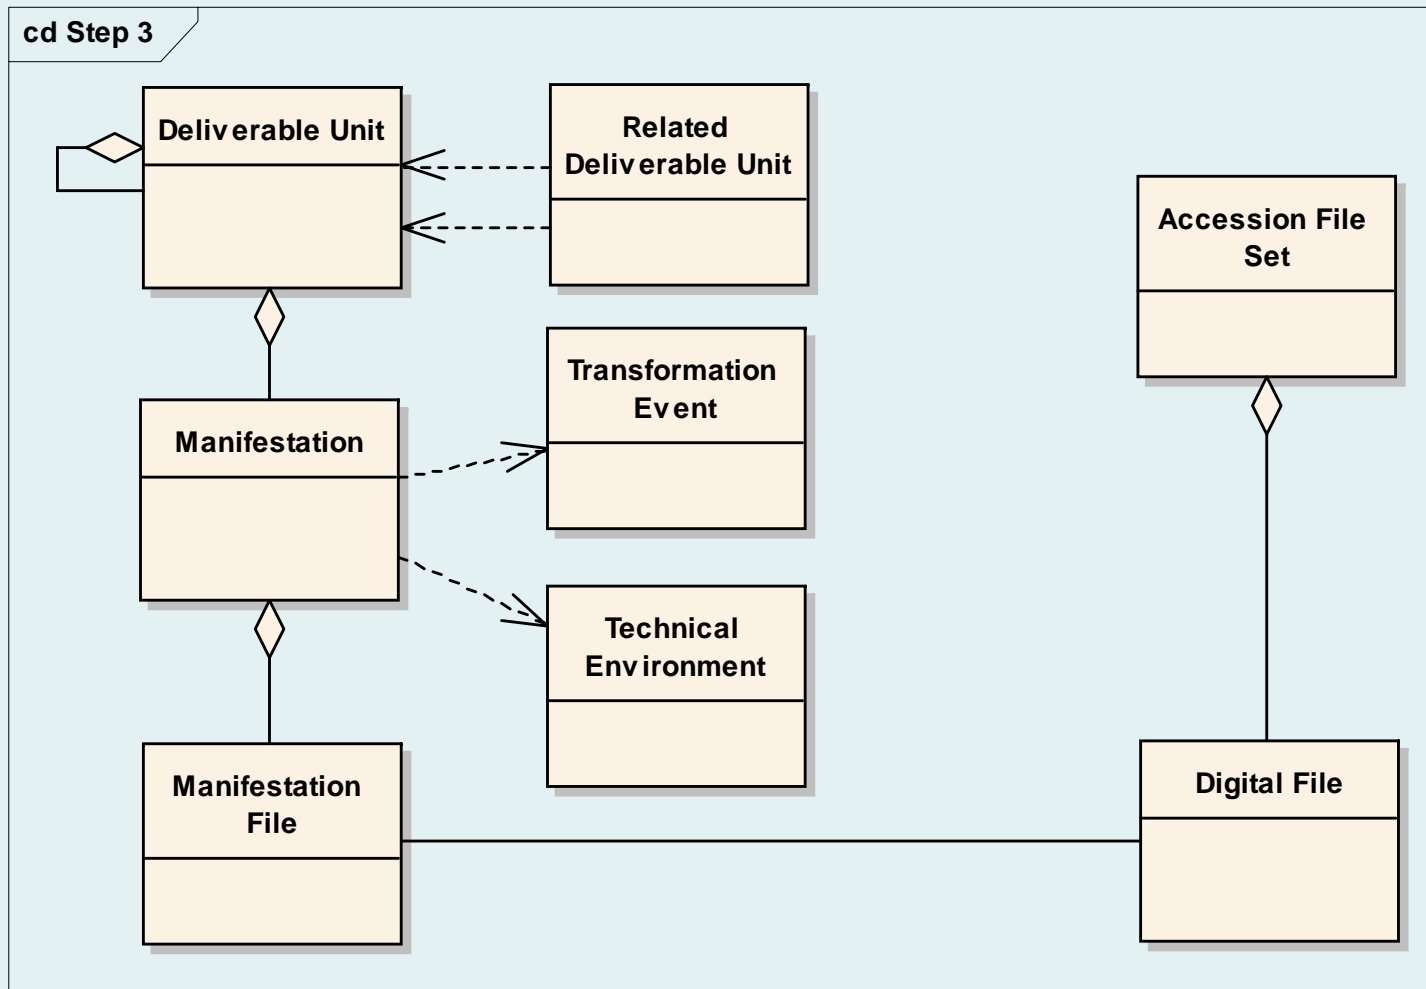 cd Step 3
Deliverable Unit
Related
Deliverable Unit
Accession File
Set
Transformation
Event
Manifestation
Technical
Environment
Manifestation
File
Digital File